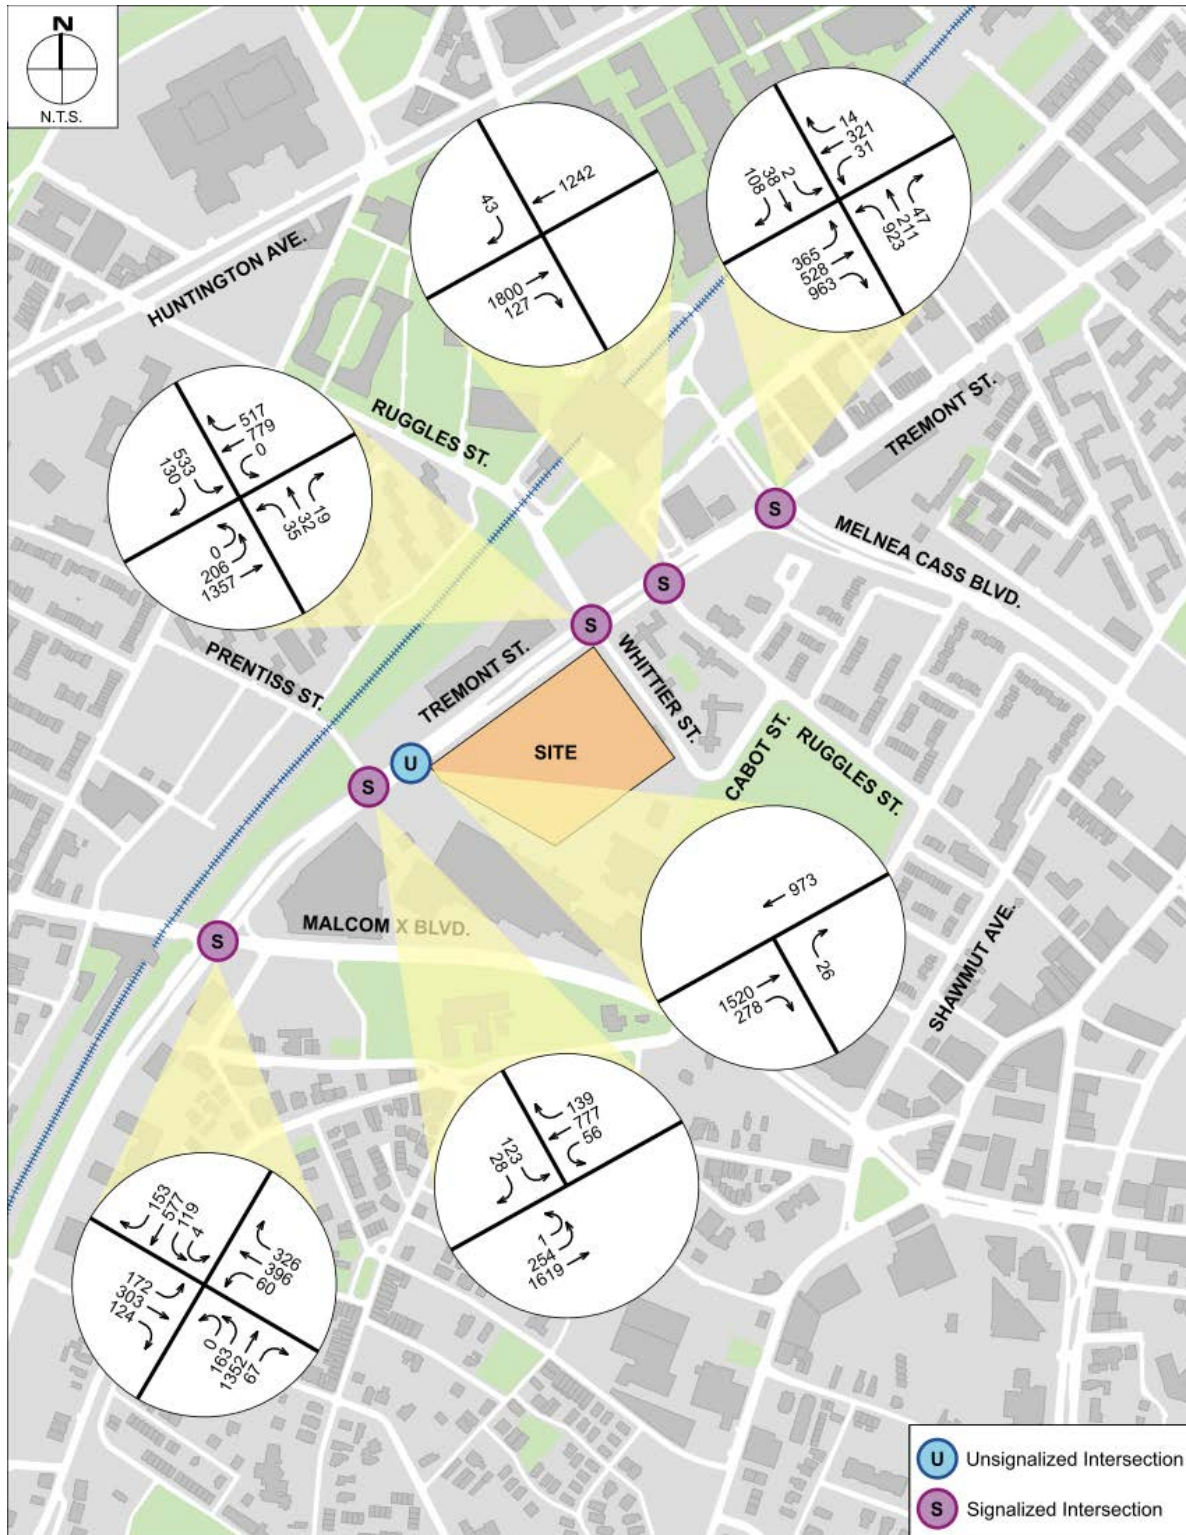 N
N.T.S.
HUNTINGTON AVE.
RUGGLES ST.
TREMONT ST.
MELNEA CASS BLVD.
PRENTISS ST.
TREMONT ST.
WHITTIER ST.
SITE
CABOT ST.
RUGGLES ST.
SHAWMUT AVE.
MALCOM X BLVD.
43
1242
1800
127
14
321
31
108
38
2
47
211
923
365
528
963
517
779
0
533
130
19
32
35
0
206
1357
973
1520
278
26
139
777
56
123
28
1
254
1619
153
577
119
4
326
396
60
172
303
124
0
163
1352
67
S
S
S
U
S
S
U Unsignalized Intersection
S Signalized Intersection